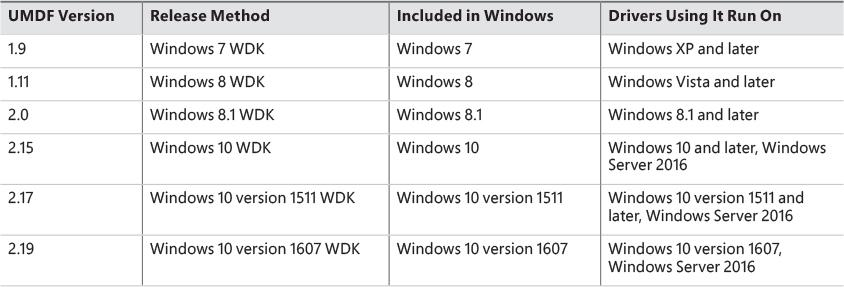 UMDF Version Release Method Included in Windows Drivers Using It Run On
1.9 Windows 7 WDK Windows 7 Windows XP and later
1.11 Windows 8 WDK Windows 8 Windows Vista and later
2.0 Windows 8.1 WDK Windows 8.1 Windows 8.1 and later
2.15 Windows 10 WDK Windows 10 Windows 10 and later, Windows
Server 2016
2.17 Windows 10 version 1511 WDK Windows 10 version 1511 Windows 10 version 1511 and
later, Windows Server 2016
2.19 Windows 10 version 1607 WDK Windows 10 version 1607 Windows 10 version 1607,
Windows Server 2016